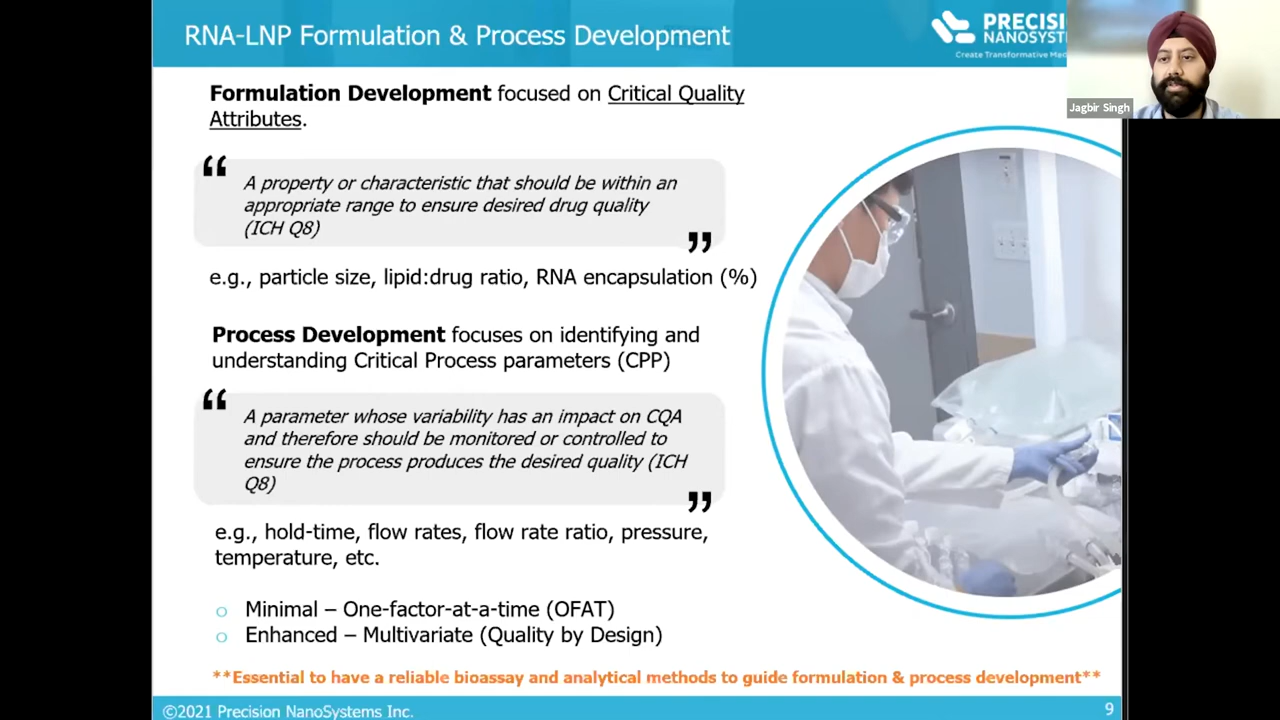 RNA-LNP Formulation & Process Development
PRECISI
NANOSYST
Create Transformative Med
Jagbir Singh
Formulation Development focused on Critical Quality
Attributes.
“
A property or characteristic that should be within an
appropriate range to ensure desired drug quality
(ICH Q8)
”
e.g., particle size, lipid:drug ratio, RNA encapsulation (%)
Process Development focuses on identifying and
understanding Critical Process parameters (CPP)
“
A parameter whose variability has an impact on CQA
and therefore should be monitored or controlled to
ensure the process produces the desired quality (ICH
Q8)
”
e.g., hold-time, flow rates, flow rate ratio, pressure,
temperature, etc.
o Minimal – One-factor-at-a-time (OFAT)
o Enhanced – Multivariate (Quality by Design)
**Essential to have a reliable bioassay and analytical methods to guide formulation & process development**
©2021 Precision NanoSystems Inc.
9